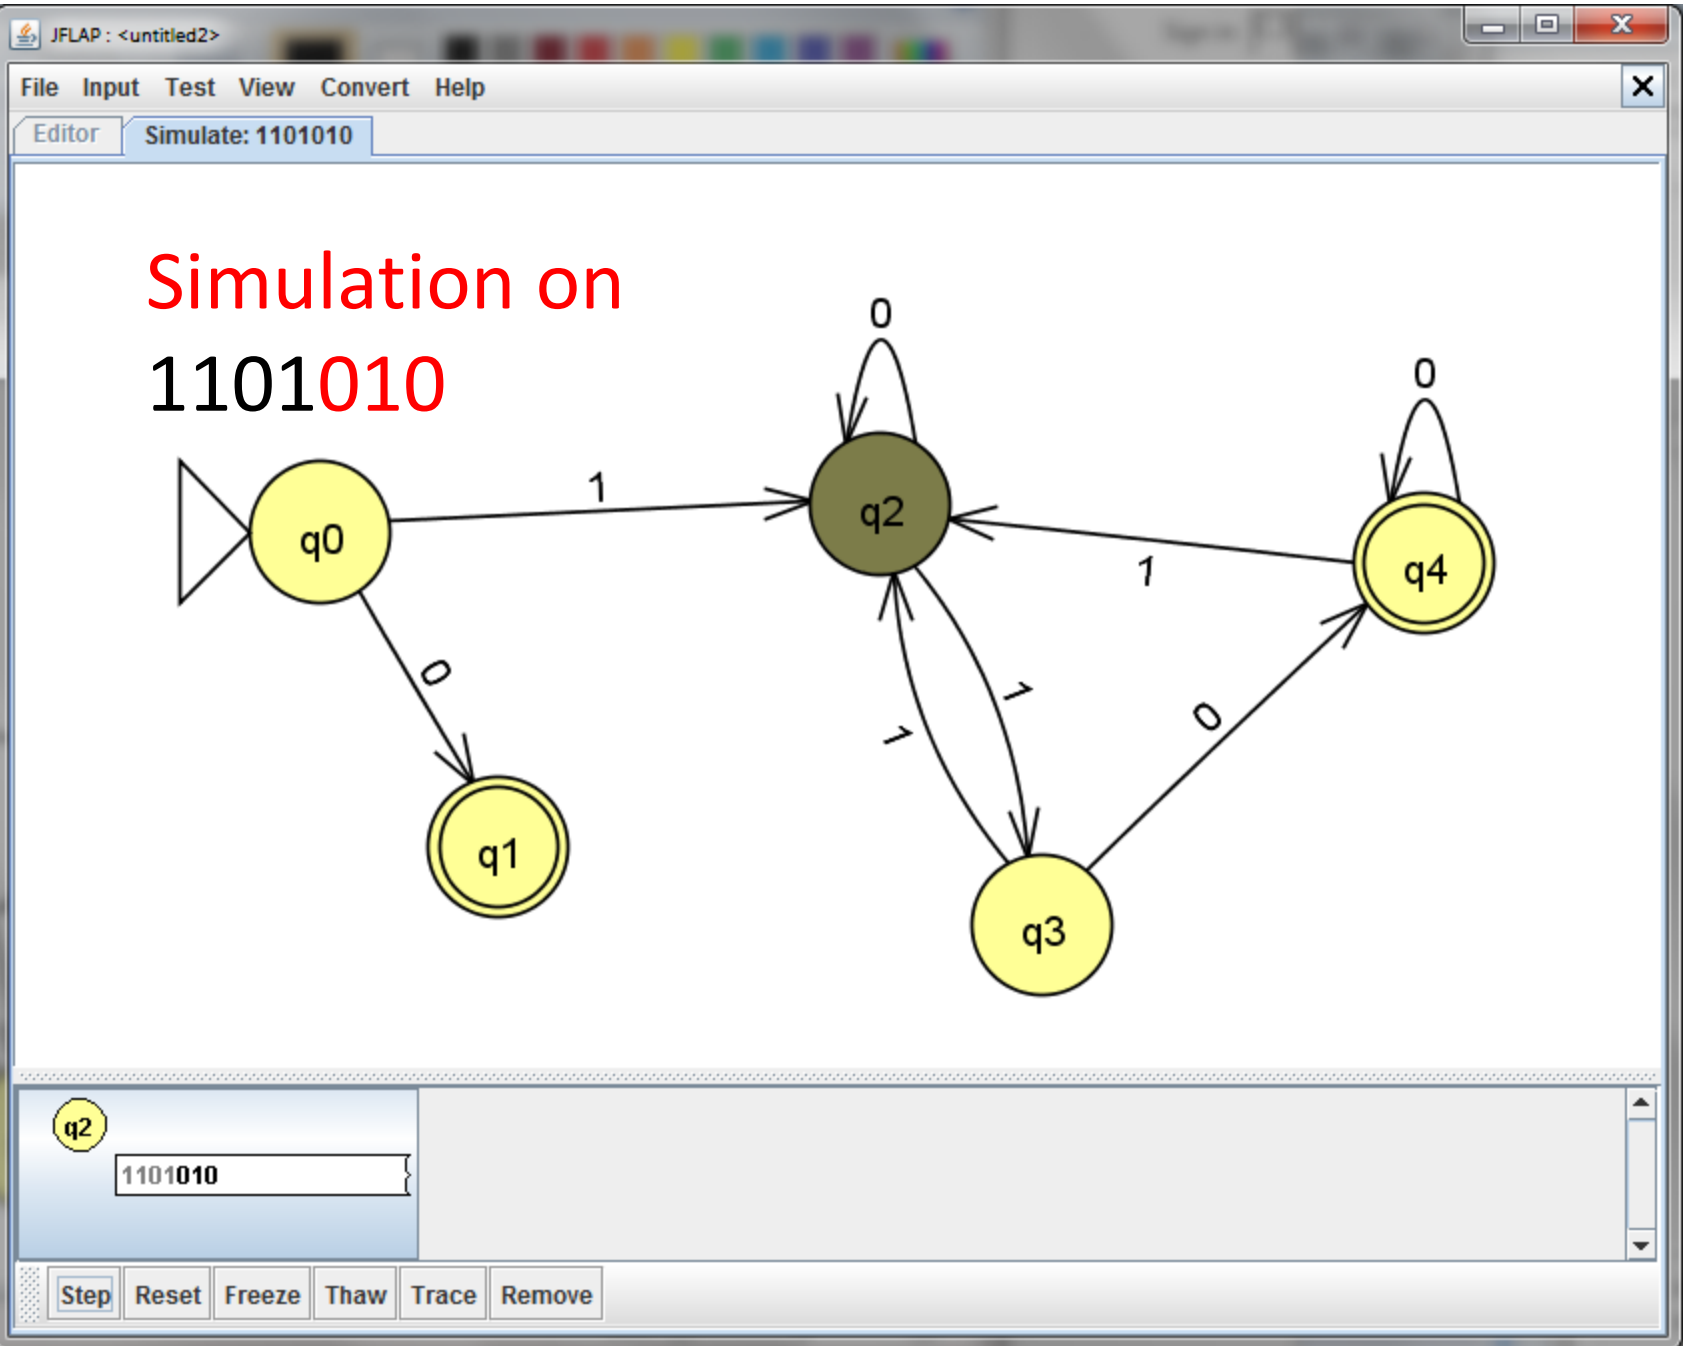 JFLAP : <untitled2>
File Input Test View Convert Help
Editor Simulate: 1101010
Simulation on
1101010
0
0
1
q0
q2
q4
1
0
1
1
0
q1
q3
q2
1101010
Step Reset Freeze Thaw Trace Remove